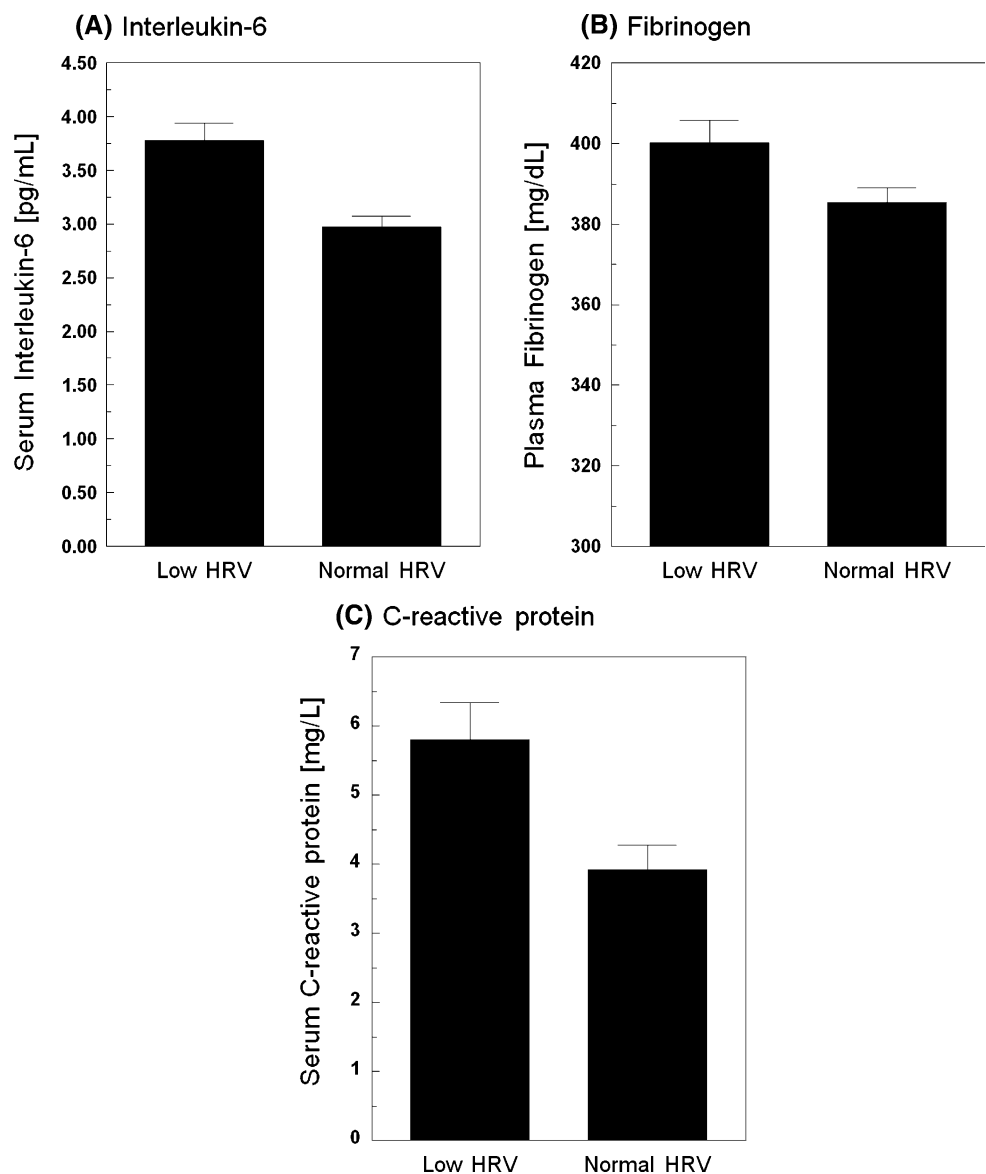 (A) Interleukin-6
Serum Interleukin-6 [pg/mL]
4.50
4.00
3.50
3.00
2.50
2.00
1.50
1.00
0.50
0.00
Low HRV
Normal HRV
(B) Fibrinogen
Plasma Fibrinogen [mg/dL]
420
400
380
360
340
320
300
Low HRV
Normal HRV
(C) C-reactive protein
Serum C-reactive protein [mg/L]
7
6
5
4
3
2
1
0
Low HRV
Normal HRV